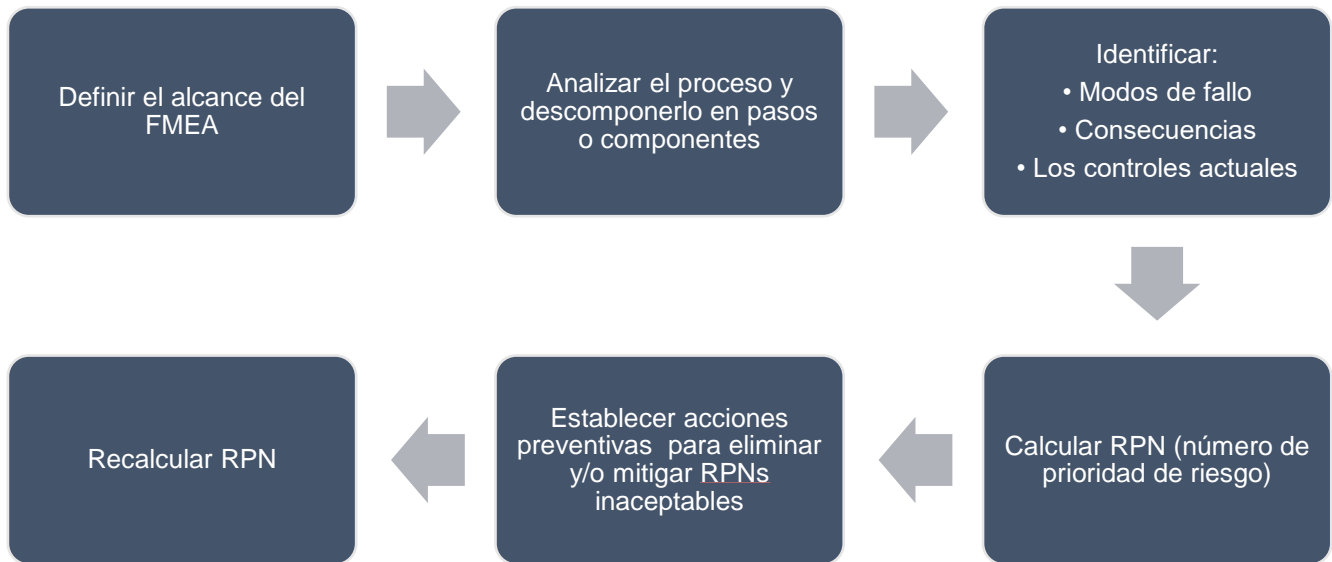 Definir el alcance del
FMEA
Analizar el proceso y
descomponerlo en pasos
o componentes
Identificar:
• Modos de fallo
• Consecuencias
• Los controles actuales
Calcular RPN (número de
prioridad de riesgo)
Establecer acciones
preventivas  para eliminar
y/o mitigar RPNs
inaceptables
Recalcular RPN